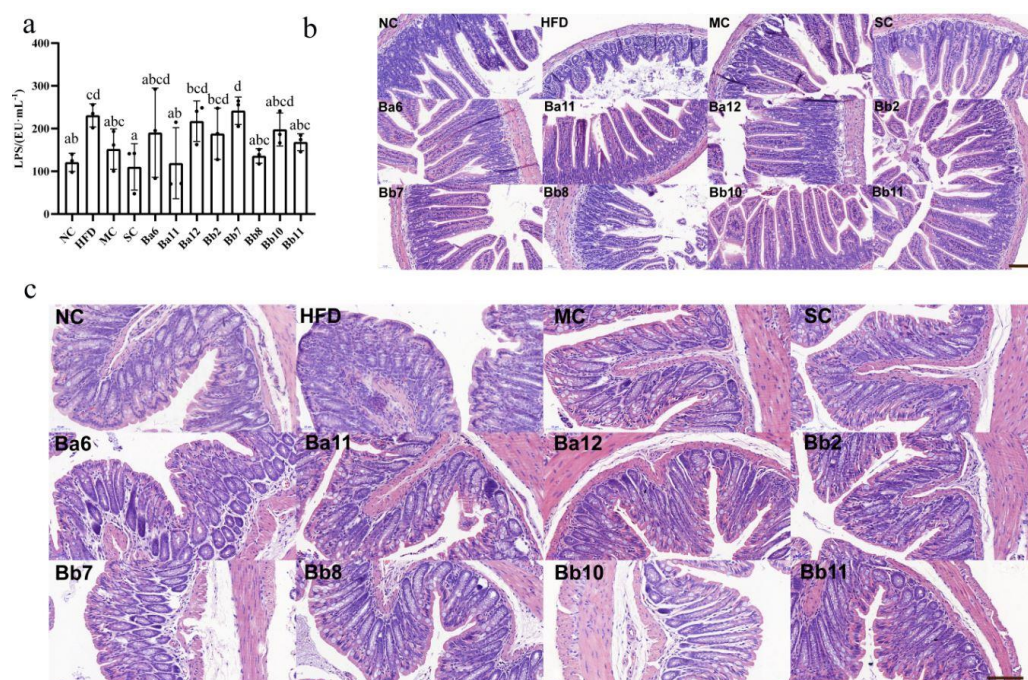 a
b
c
LPS/(EU·mL⁻¹)
400
300
200
100
0
ab
cd
abc
a
abcd
ab
bcd
bcd
d
abc
abcd
abc
NC
HFD
MC
SC
Ba6
Ba11
Ba12
Bb2
Bb7
Bb8
Bb10
Bb11
NC HFD MC SC
Ba6 Ba11 Ba12 Bb2
Bb7 Bb8 Bb10 Bb11
NC HFD MC SC
Ba6 Ba11 Ba12 Bb2
Bb7 Bb8 Bb10 Bb11